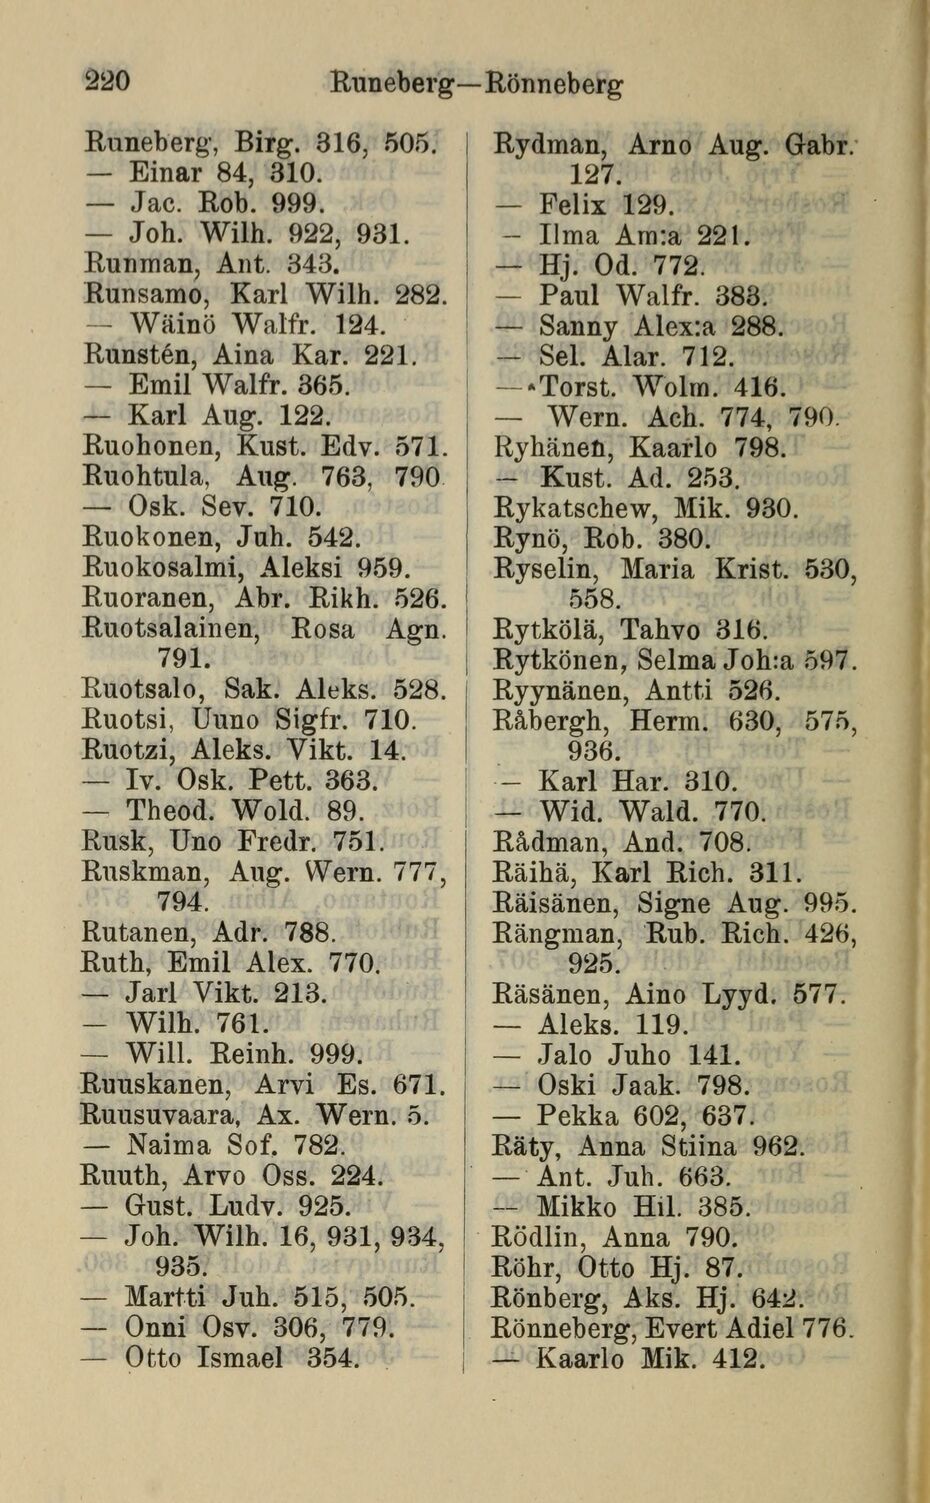 220
Runeberg—Rönneberg
Runeberg, Birg. 316, 505.
— Einar 84, 310.
— Jac. Rob. 999.
— Joh. Wilh. 922, 931.
Runman, Ant. 343.
Runsamo, Karl Wilh. 282.
— Wäinö Walfr. 124.
Runstén, Aina Kar. 221.
— Emil Walfr. 365.
— Karl Aug. 122.
Ruohonen, Kust. Edv. 571.
Ruohtula, Aug. 763, 790
— Osk. Sev. 710.
Ruokonen, Juh. 542.
Ruokosalmi, Aleksi 959.
Ruoranen, Abr. Rikh. 526.
Ruotsalainen, Rosa Agn.
791.
Ruotsalo, Sak. Aleks. 528.
Ruotsi, Uuno Sigfr. 710.
Ruotzi, Aleks. Vikt. 14.
— Iv. Osk. Pett. 363.
— Theod. Wold. 89.
Rusk, Uno Fredr. 751.
Ruskman, Aug. Wern. 777,
794.
Rutanen, Adr. 788.
Ruth, Emil Alex. 770.
— Jarl Vikt. 213.
— Wilh. 761.
— Will. Reinh. 999.
Ruuskanen, Arvi Es. 671.
Ruusuvaara, Ax. Wern. 5.
— Naima Sof. 782.
Ruuth, Arvo Oss. 224.
— Gust. Ludv. 925.
— Joh. Wilh. 16, 931, 934,
935.
— Martti Juh. 515, 505.
— Onni Osv. 306, 779.
— Otto Ismael 354.
Rydman, Arno Aug. Gabr.
127.
— Felix 129.
– Ilma Am:a 221.
— Hj. Od. 772.
— Paul Walfr. 383.
— Sanny Alex:a 288.
— Sel. Alar. 712.
—*Torst. Wolm. 416.
— Wern. Ach. 774, 790.
Ryhänen, Kaarlo 798.
— Kust. Ad. 253.
Rykatschew, Mik. 930.
Rynö, Rob. 380.
Ryselin, Maria Krist. 530,
558.
Rytkölä, Tahvo 316.
Rytkönen, Selma Joh:a 597.
Ryynänen, Antti 526.
Råbergh, Herm. 630, 575,
936.
— Karl Har. 310.
— Wid. Wald. 770.
Rådman, And. 708.
Räihä, Karl Rich. 311.
Räisänen, Signe Aug. 995.
Rängman, Rub. Rich. 426,
925.
Räsänen, Aino Lyyd. 577.
— Aleks. 119.
— Jalo Juho 141.
— Oski Jaak. 798.
— Pekka 602, 637.
Räty, Anna Stiina 962.
— Ant. Juh. 663.
— Mikko Hil. 385.
Rödlin, Anna 790.
Röhr, Otto Hj. 87.
Rönberg, Aks. Hj. 642.
Rönneberg, Evert Adiel 776.
— Kaarlo Mik. 412.